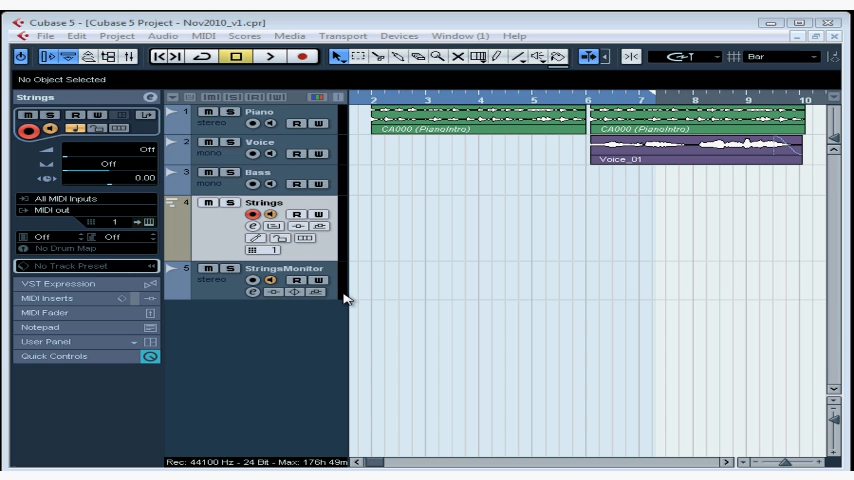 Cubase 5 - [Cubase 5 Project - Nov2010_v1.cpr]
File Edit Project Audio MIDI Scores Media Transport Devices Window (1) Help
Bar
No Object Selected
Strings
2 3 4 5 6 7 8 9 10
1 m S Piano
stereo R W
CA000 (PianoIntro) CA000 (PianoIntro)
2 m S Voice
mono R W
Voice_01
3 m S Bass
mono R W
4 m S Strings
R W
1
5 m S StringsMonitor
stereo R W
m S R W
Off
Off
0.00
All MIDI Inputs
MIDI out
1
Off Off
No Drum Map
No Track Preset
VST Expression
MIDI Inserts
MIDI Fader
Notepad
User Panel
Quick Controls
Rec: 44100 Hz - 24 Bit - Max: 176h 49m